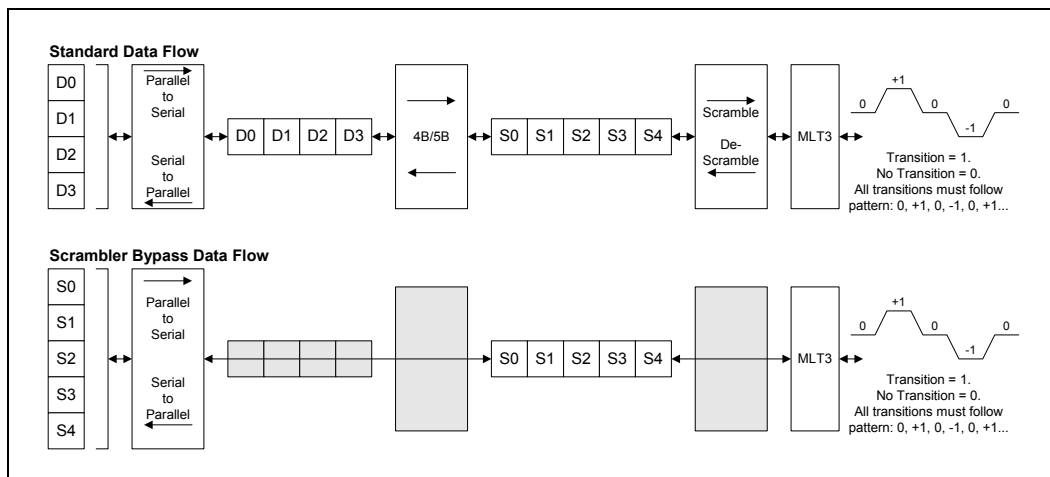 Standard Data Flow
D0
D1
D2
D3
Parallel
to
Serial
Serial
to
Parallel
D0 D1 D2 D3
4B/5B
S0 S1 S2 S3 S4
Scramble
De-
Scramble
MLT3
0 +1 0 -1 0
Transition = 1.
No Transition = 0.
All transitions must follow
pattern: 0, +1, 0, -1, 0, +1...
Scrambler Bypass Data Flow
S0
S1
S2
S3
S4
Parallel
to
Serial
Serial
to
Parallel
S0 S1 S2 S3 S4
MLT3
0 +1 0 -1 0
Transition = 1.
No Transition = 0.
All transitions must follow
pattern: 0, +1, 0, -1, 0, +1...